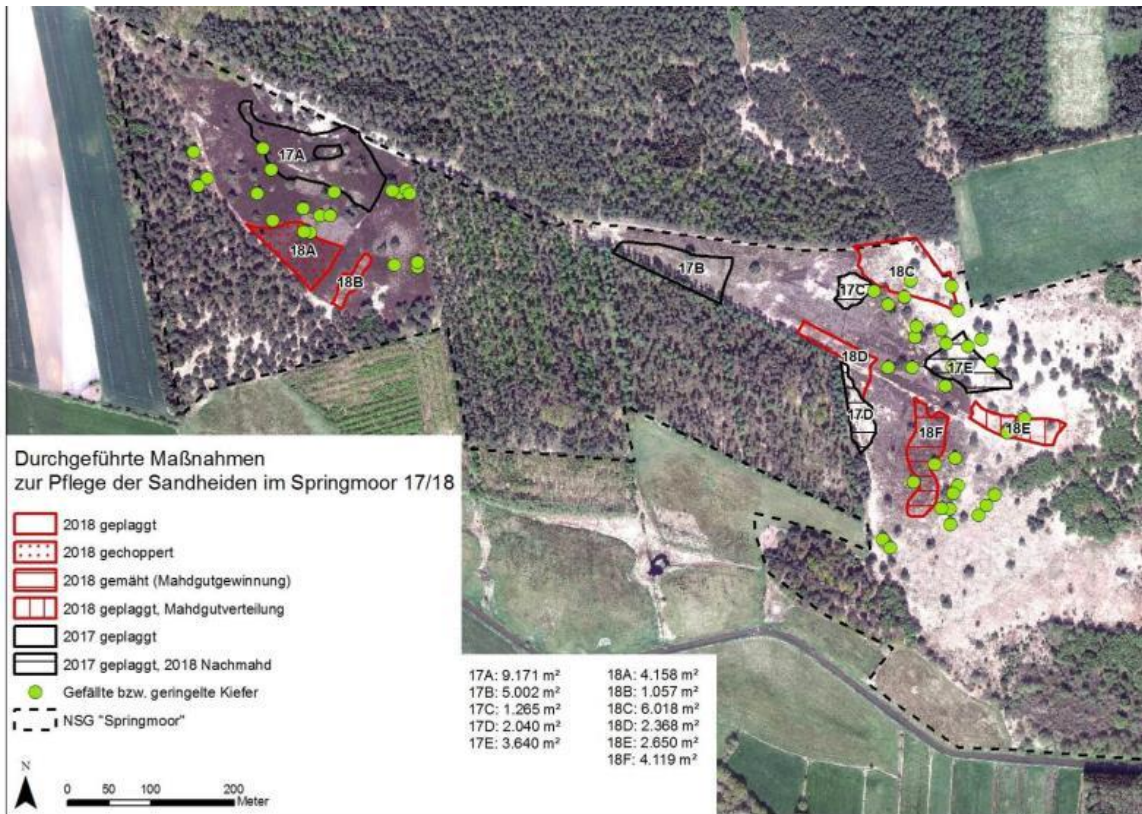 17A
18A
18B
17B
17C
18C
18D
17E
17D
18F
18E
Durchgeführte Maßnahmen
zur Pflege der Sandheiden im Springmoor 17/18
2018 geplaggt
2018 gechoppert
2018 gemäht (Mahdgutgewinnung)
2018 geplaggt, Mahdgutverteilung
2017 geplaggt
2017 geplaggt, 2018 Nachmahd
Gefällte bzw. geringelte Kiefer
NSG "Springmoor"
N
0 50 100 200
Meter
17A: 9.171 m²
17B: 5.002 m²
17C: 1.265 m²
17D: 2.040 m²
17E: 3.640 m²
18A: 4.158 m²
18B: 1.057 m²
18C: 6.018 m²
18D: 2.368 m²
18E: 2.650 m²
18F: 4.119 m²